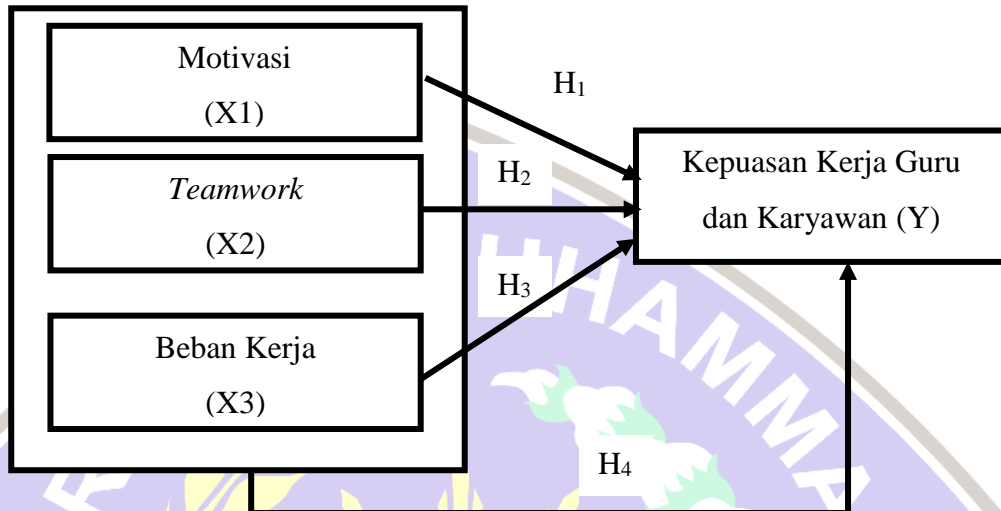 Motivasi
(X1)
H₁
Teamwork
(X2)
H₂
Kepuasan Kerja Guru
dan Karyawan (Y)
H₃
Beban Kerja
(X3)
H₄